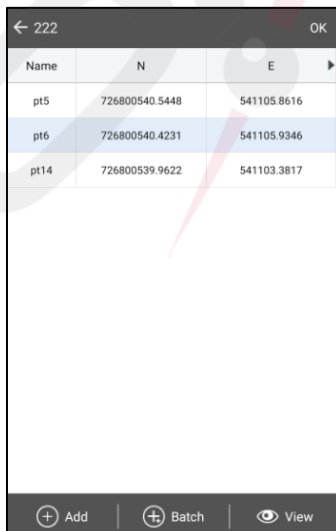 ← 222 OK
Name N E
pt5 726800540.5448 541105.8616
pt6 726800540.4231 541105.9346
pt14 726800539.9622 541103.3817
Add Batch View